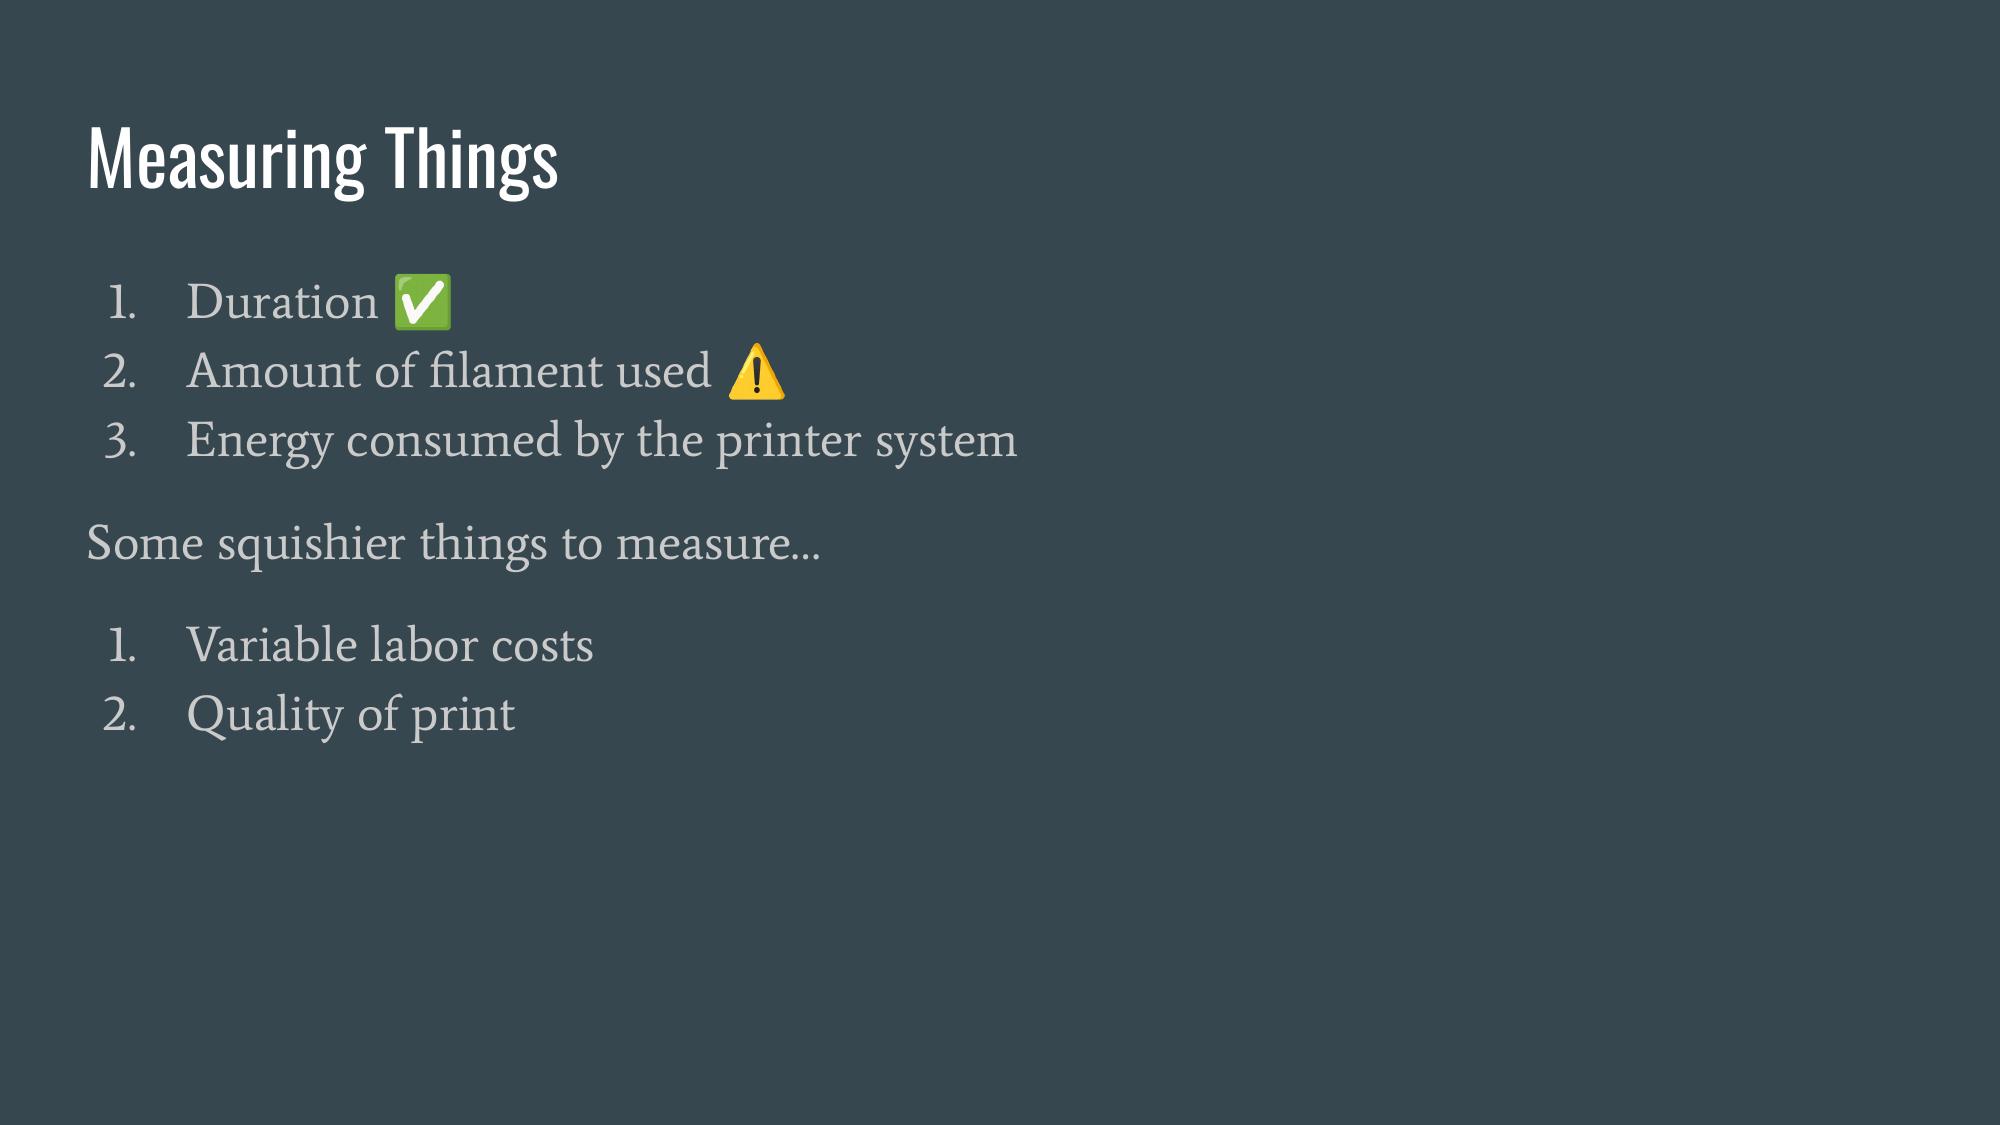 Measuring Things
1. Duration ✅
2. Amount of filament used ⚠️
3. Energy consumed by the printer system
Some squishier things to measure...
1. Variable labor costs
2. Quality of print